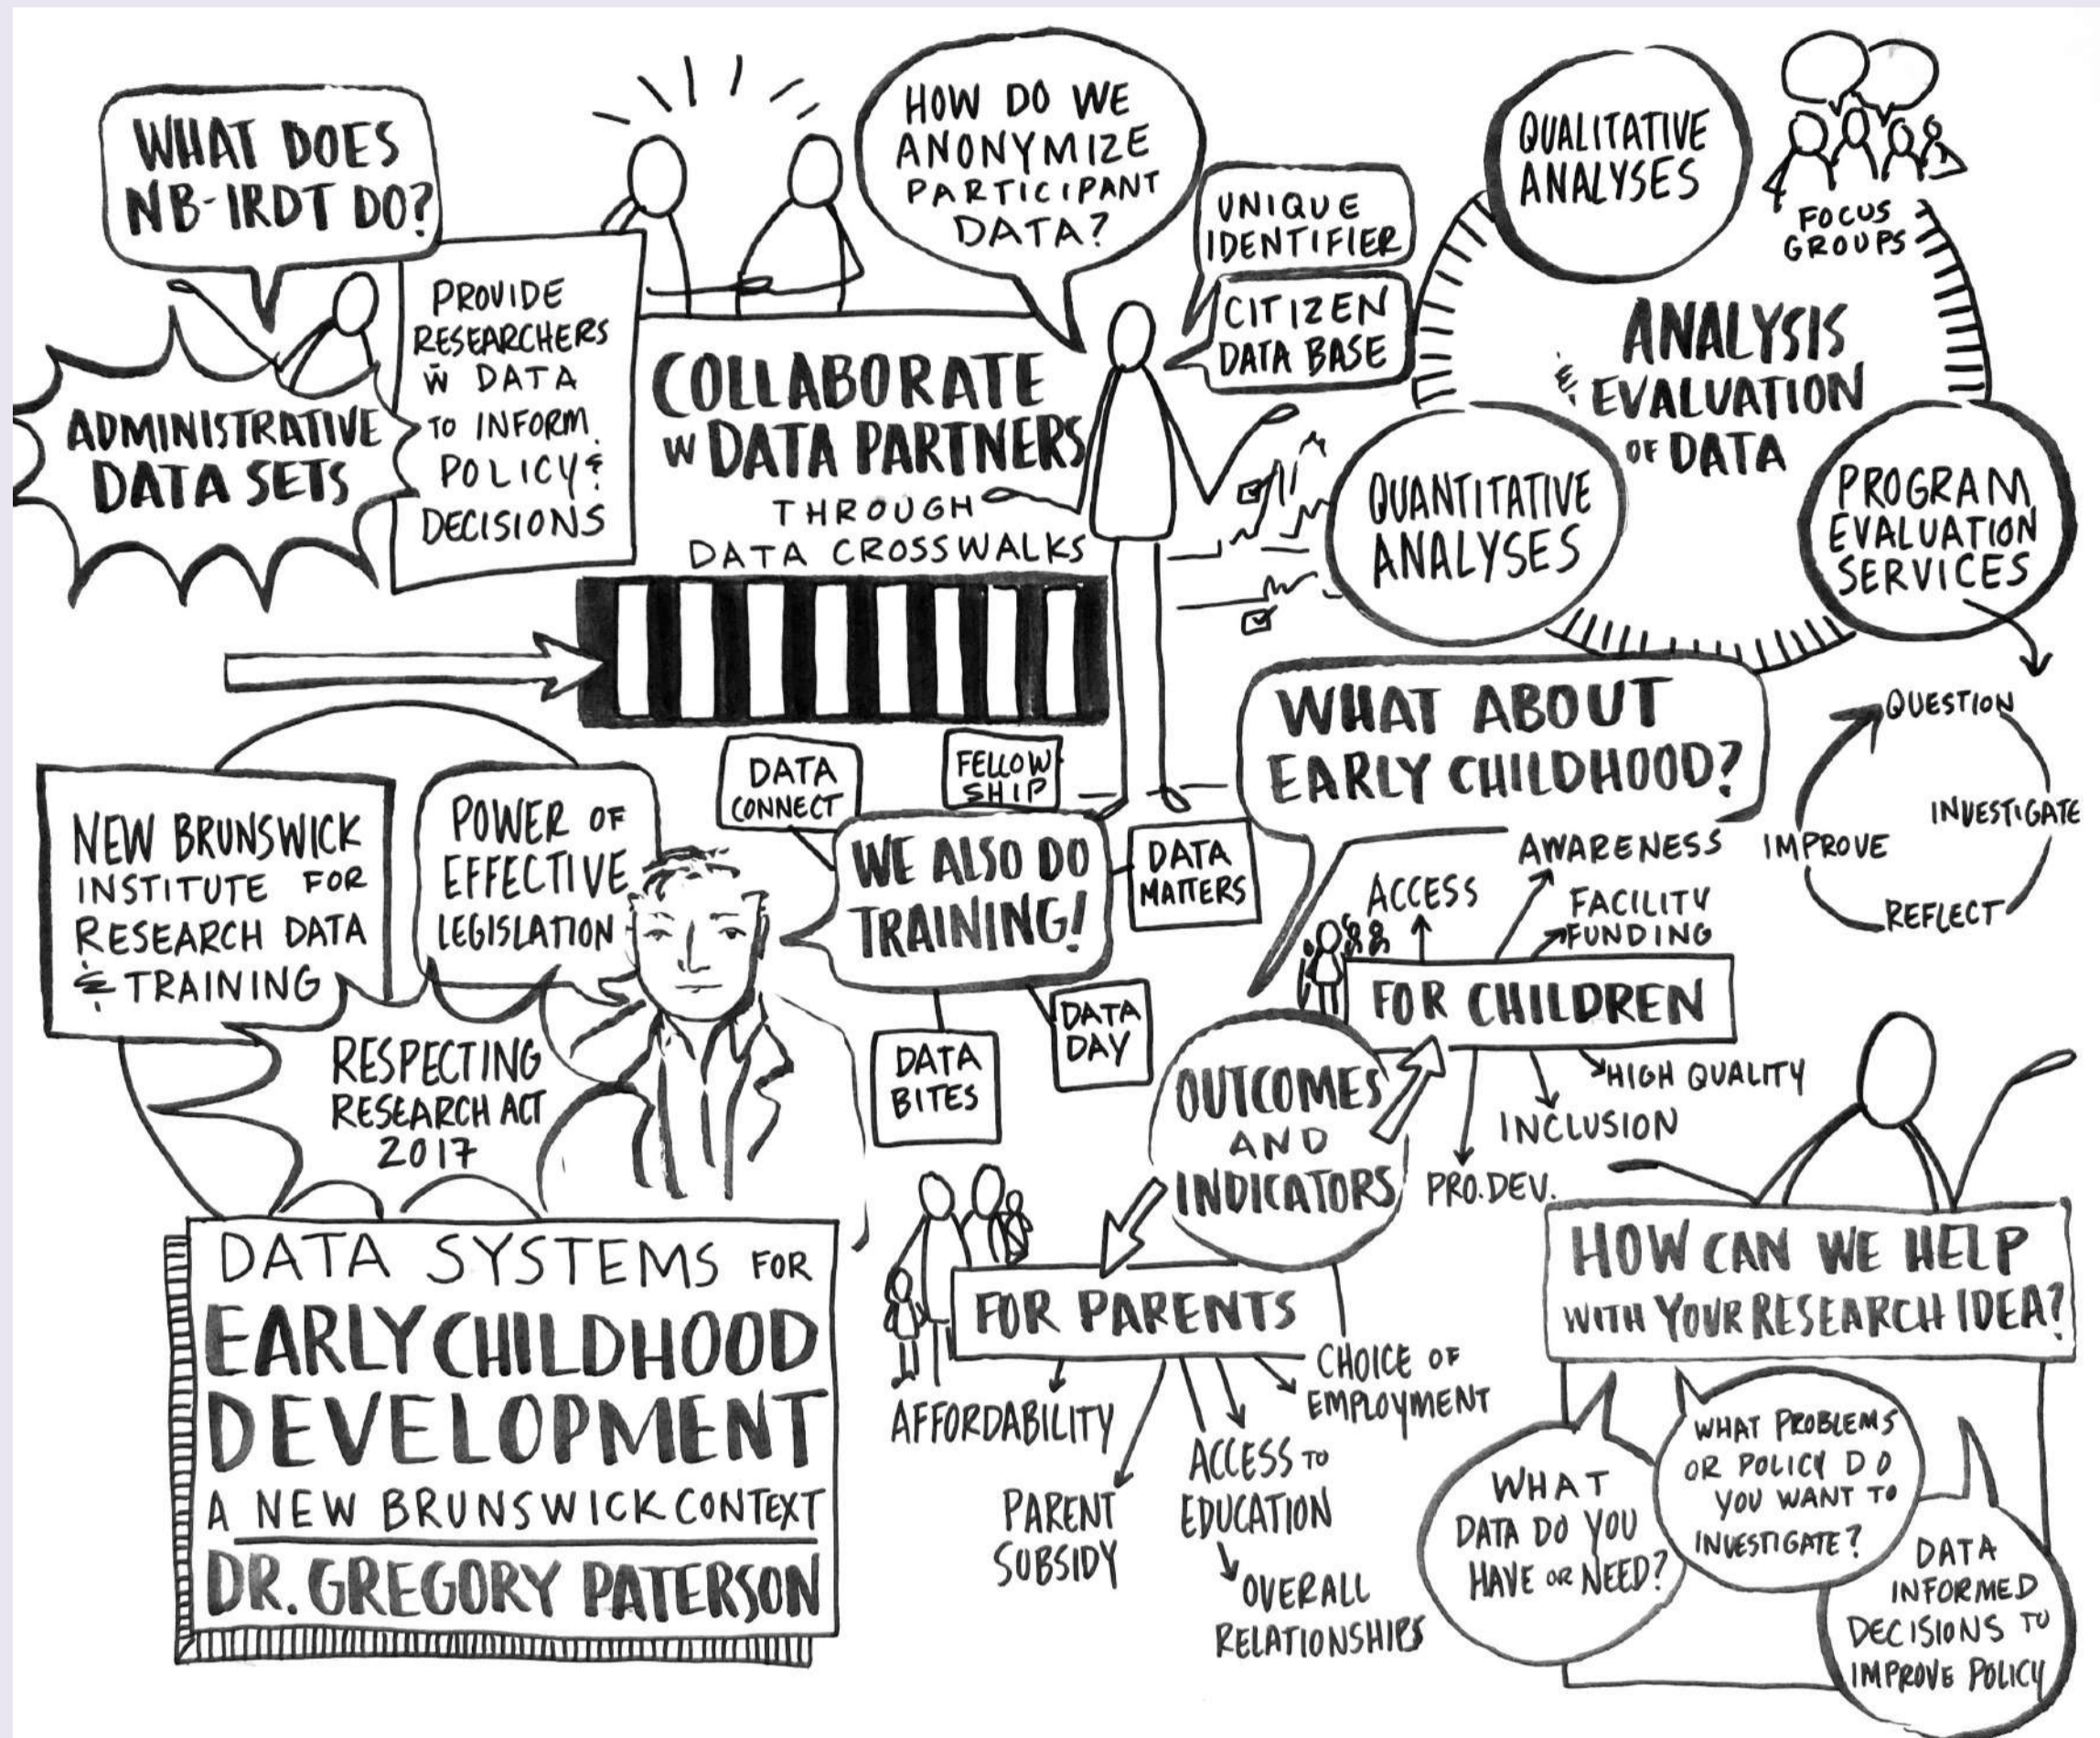 WHAT DOES
NB-IRDT DO?
ADMINISTRATIVE
DATA SETS
PROVIDE
RESEARCHERS
W DATA
TO INFORM
POLICY &
DECISIONS
COLLABORATE
W DATA PARTNERS
THROUGH
DATA CROSSWALKS
HOW DO WE
ANONYMIZE
PARTICIPANT
DATA?
UNIQUE
IDENTIFIER
CITIZEN
DATA BASE
QUALITATIVE
ANALYSES
FOCUS
GROUPS
ANALYSIS
& EVALUATION
OF DATA
QUANTITATIVE
ANALYSES
PROGRAM
EVALUATION
SERVICES
QUESTION
INVESTIGATE
REFLECT
IMPROVE
NEW BRUNSWICK
INSTITUTE FOR
RESEARCH DATA
& TRAINING
POWER OF
EFFECTIVE
LEGISLATION
RESPECTING
RESEARCH ACT
2017
WE ALSO DO
TRAINING!
DATA
CONNECT
FELLOW
SHIP
DATA
MATTERS
DATA
BITES
DATA
DAY
WHAT ABOUT
EARLY CHILDHOOD?
OUTCOMES
AND
INDICATORS
FOR CHILDREN
ACCESS
AWARENESS
FACILITY
FUNDING
HIGH QUALITY
INCLUSION
PRO. DEV.
FOR PARENTS
AFFORDABILITY
PARENT
SUBSIDY
ACCESS TO
EDUCATION
OVERALL
RELATIONSHIPS
CHOICE OF
EMPLOYMENT
HOW CAN WE HELP
WITH YOUR RESEARCH IDEA?
WHAT
DATA DO YOU
HAVE OR NEED?
WHAT PROBLEMS
OR POLICY DO
YOU WANT TO
INVESTIGATE?
DATA
INFORMED
DECISIONS TO
IMPROVE POLICY
DATA SYSTEMS FOR
EARLY CHILDHOOD
DEVELOPMENT
A NEW BRUNSWICK CONTEXT
DR. GREGORY PATERSON